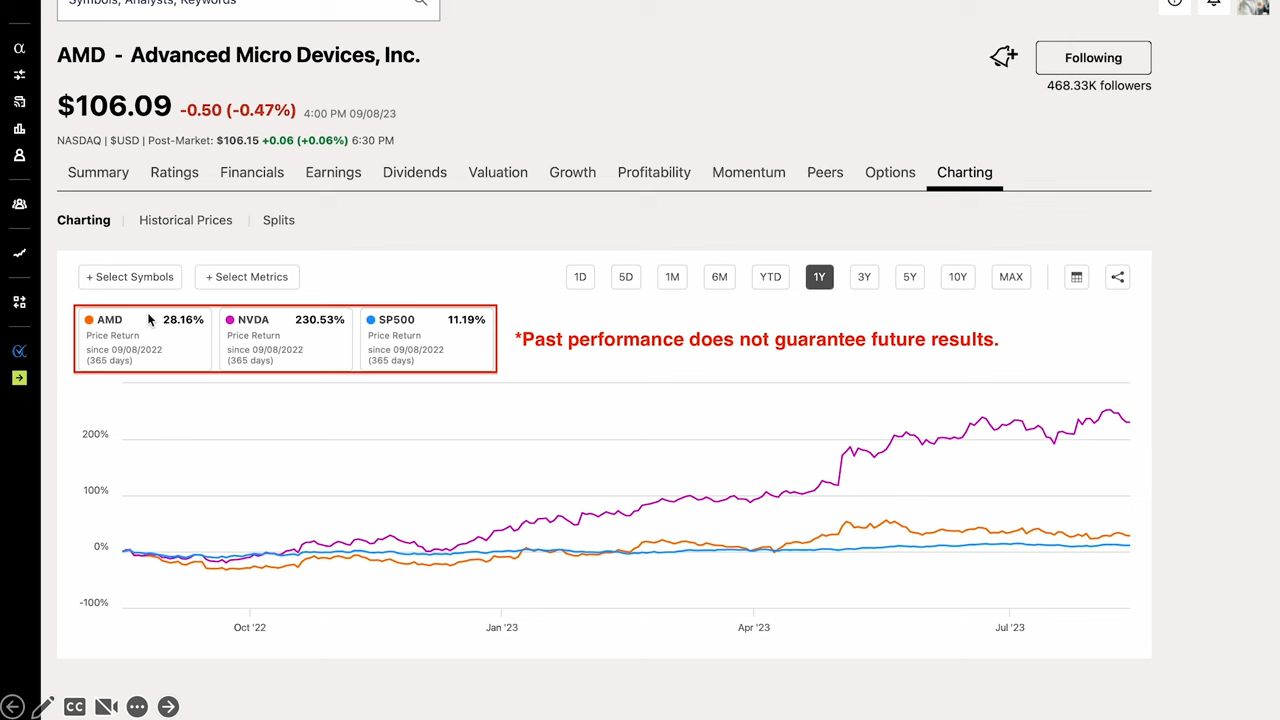 Symbols, Analysts, Keywords
AMD - Advanced Micro Devices, Inc.
Following
468.33K followers
$106.09 -0.50 (-0.47%) 4:00 PM 09/08/23
NASDAQ | $USD | Post-Market: $106.15 +0.06 (+0.06%) 6:30 PM
Summary Ratings Financials Earnings Dividends Valuation Growth Profitability Momentum Peers Options Charting
Charting | Historical Prices | Splits
+ Select Symbols + Select Metrics 1D 5D 1M 6M YTD 1Y 3Y 5Y 10Y MAX
AMD 28.16%
Price Return
since 09/08/2022
(365 days)
NVDA 230.53%
Price Return
since 09/08/2022
(365 days)
SP500 11.19%
Price Return
since 09/08/2022
(365 days)
*Past performance does not guarantee future results.
200%
100%
0%
-100%
Oct '22 Jan '23 Apr '23 Jul '23
CC